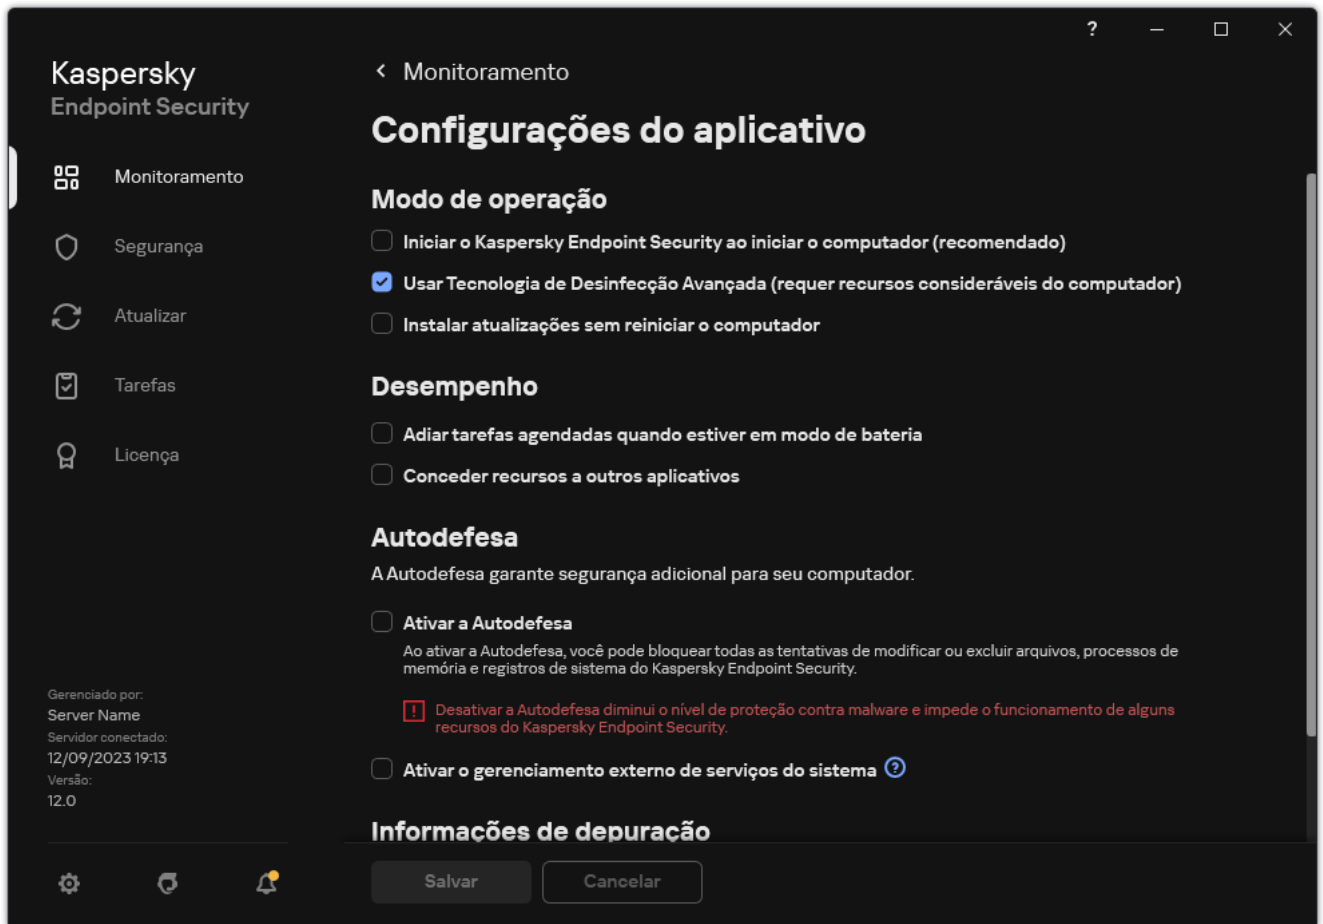 ?
Kaspersky
Endpoint Security
Monitoramento
Segurança
Atualizar
Tarefas
Licença
Gerenciado por:
Server Name
Servidor conectado:
12/09/2023 19:13
Versão:
12.0
Monitoramento
Configurações do aplicativo
Modo de operação
Iniciar o Kaspersky Endpoint Security ao iniciar o computador (recomendado)
Usar Tecnologia de Desinfecção Avançada (requer recursos consideráveis do computador)
Instalar atualizações sem reiniciar o computador
Desempenho
Adiar tarefas agendadas quando estiver em modo de bateria
Conceder recursos a outros aplicativos
Autodefesa
A Autodefesa garante segurança adicional para seu computador.
Ativar a Autodefesa
Ao ativar a Autodefesa, você pode bloquear todas as tentativas de modificar ou excluir arquivos, processos de
memória e registros de sistema do Kaspersky Endpoint Security.
Desativar a Autodefesa diminui o nível de proteção contra malware e impede o funcionamento de alguns
recursos do Kaspersky Endpoint Security.
Ativar o gerenciamento externo de serviços do sistema ?
Informações de depuração
Salvar
Cancelar